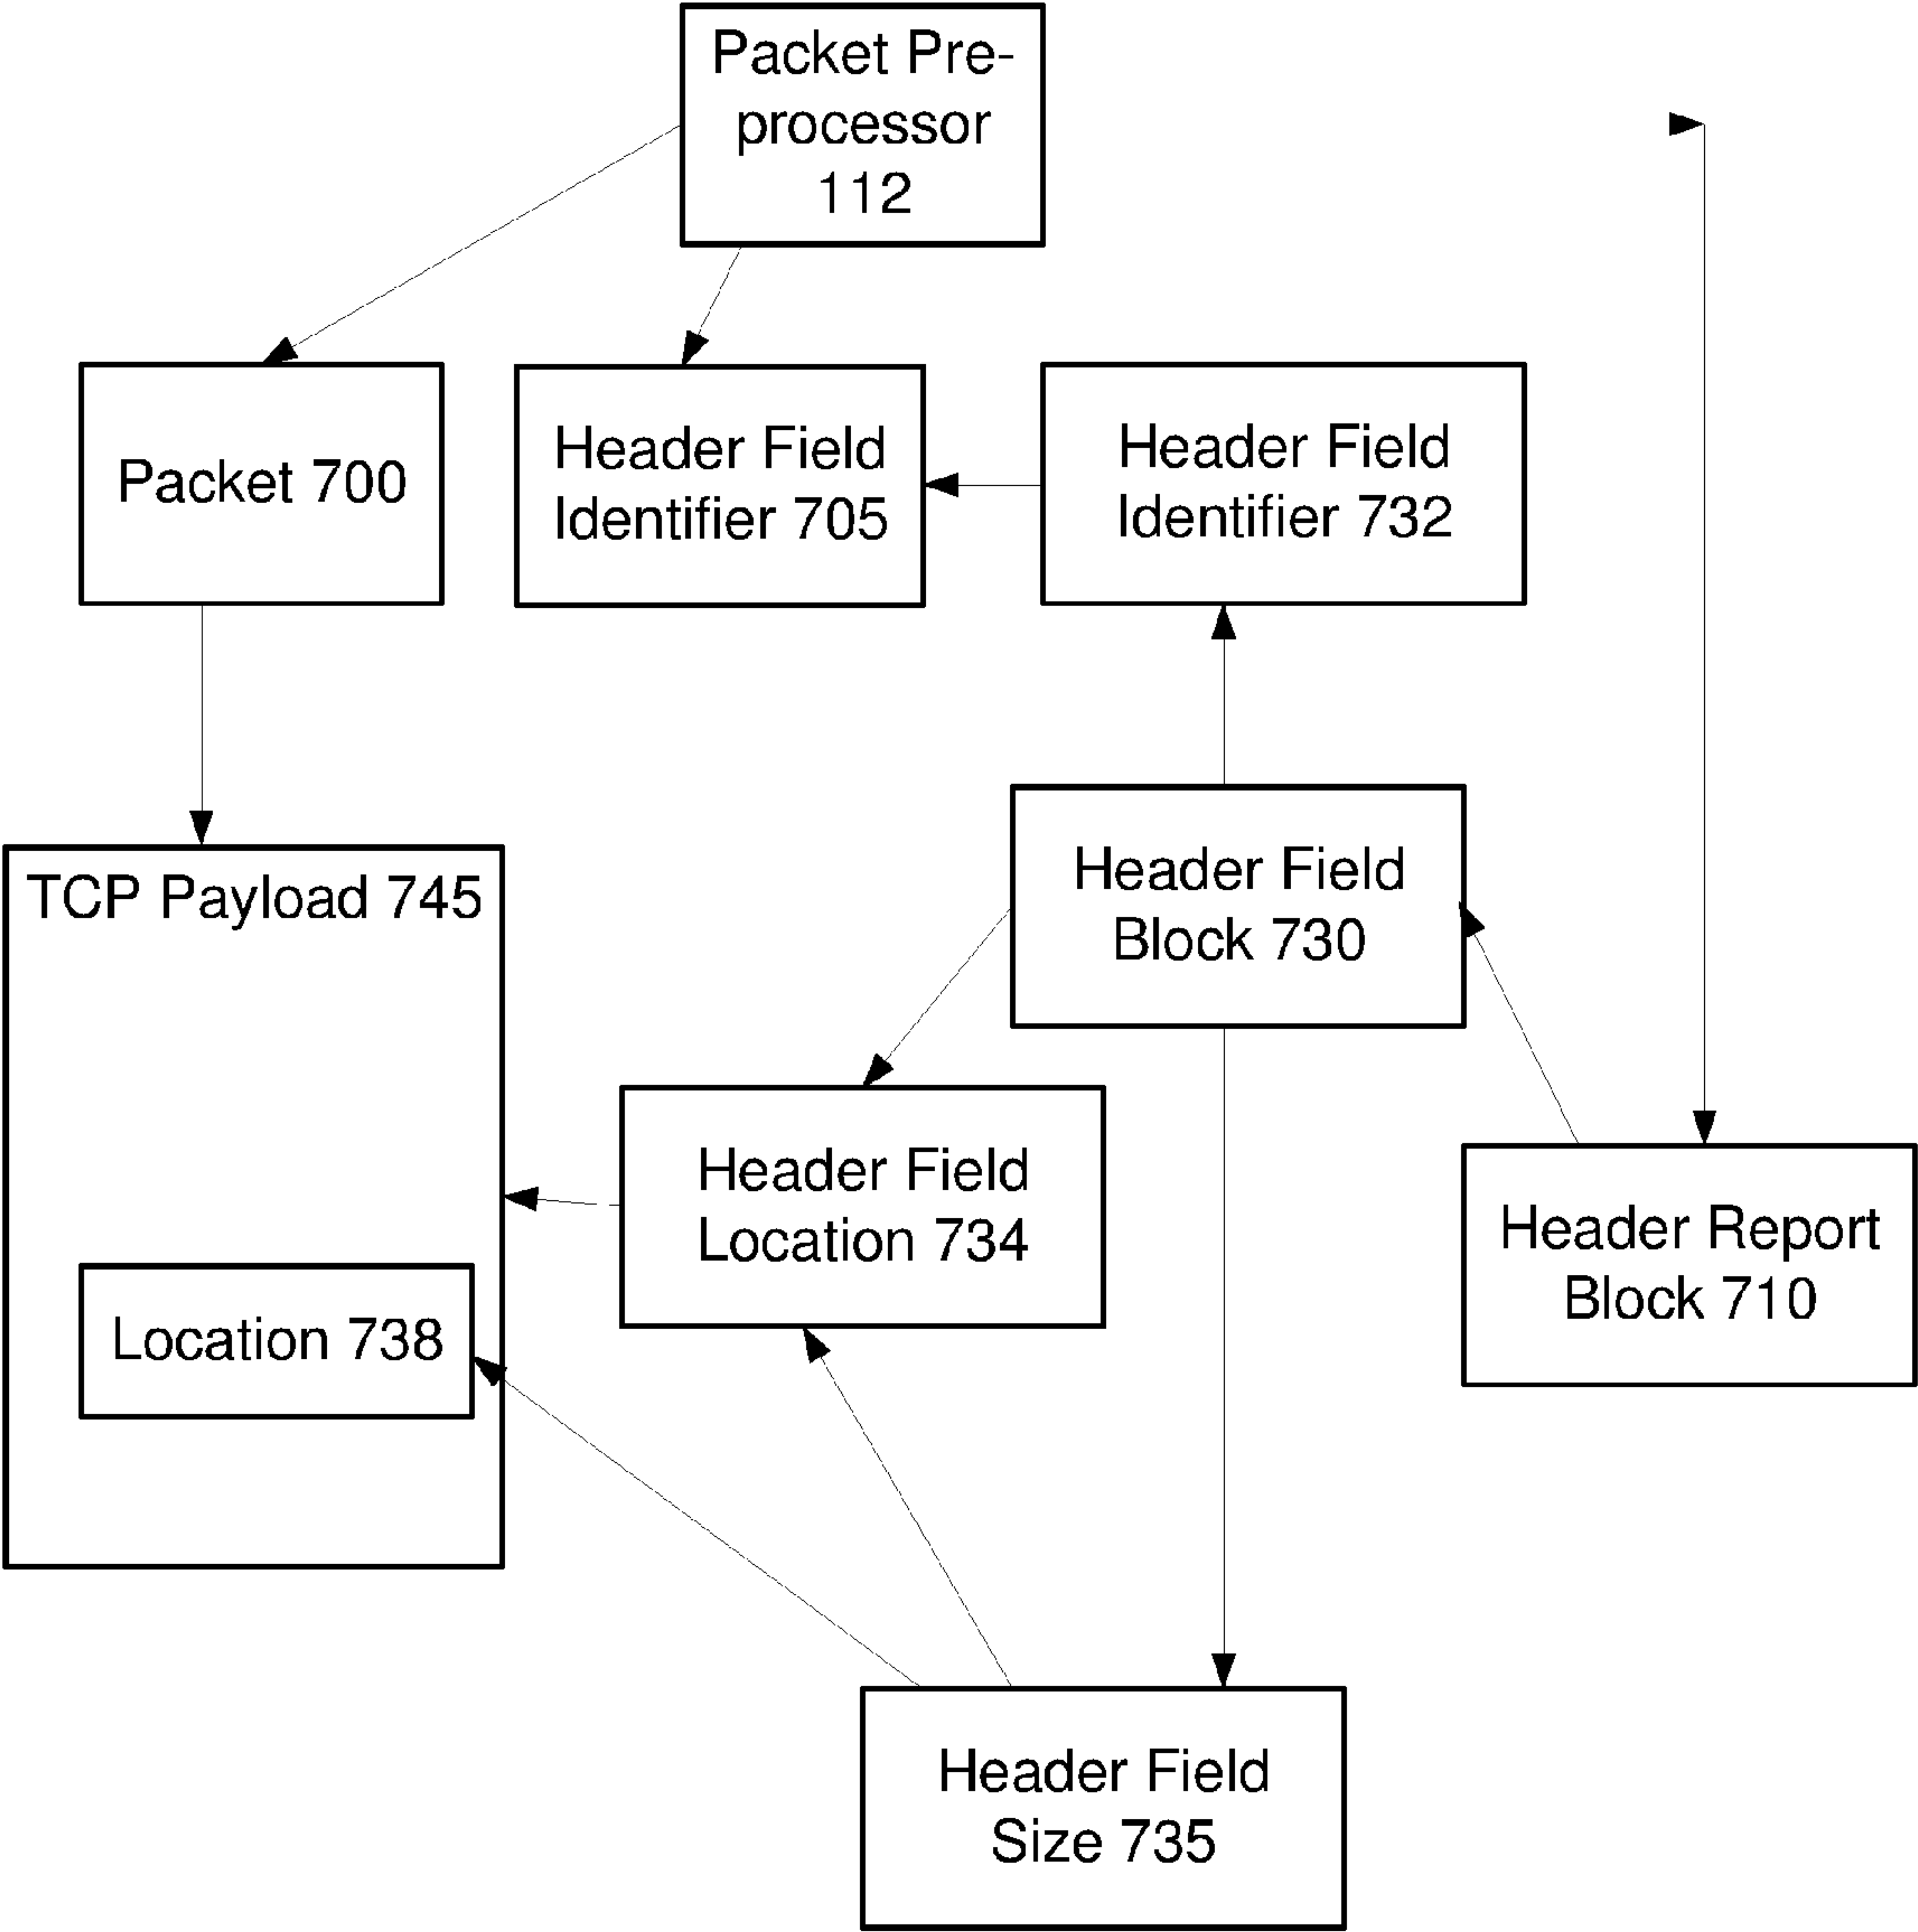 Packet Pre-
processor
112
Packet 700
Header Field
Identifier 705
Header Field
Identifier 732
TCP Payload 745
Header Field
Block 730
Header Field
Location 734
Header Report
Block 710
Location 738
Header Field
Size 735